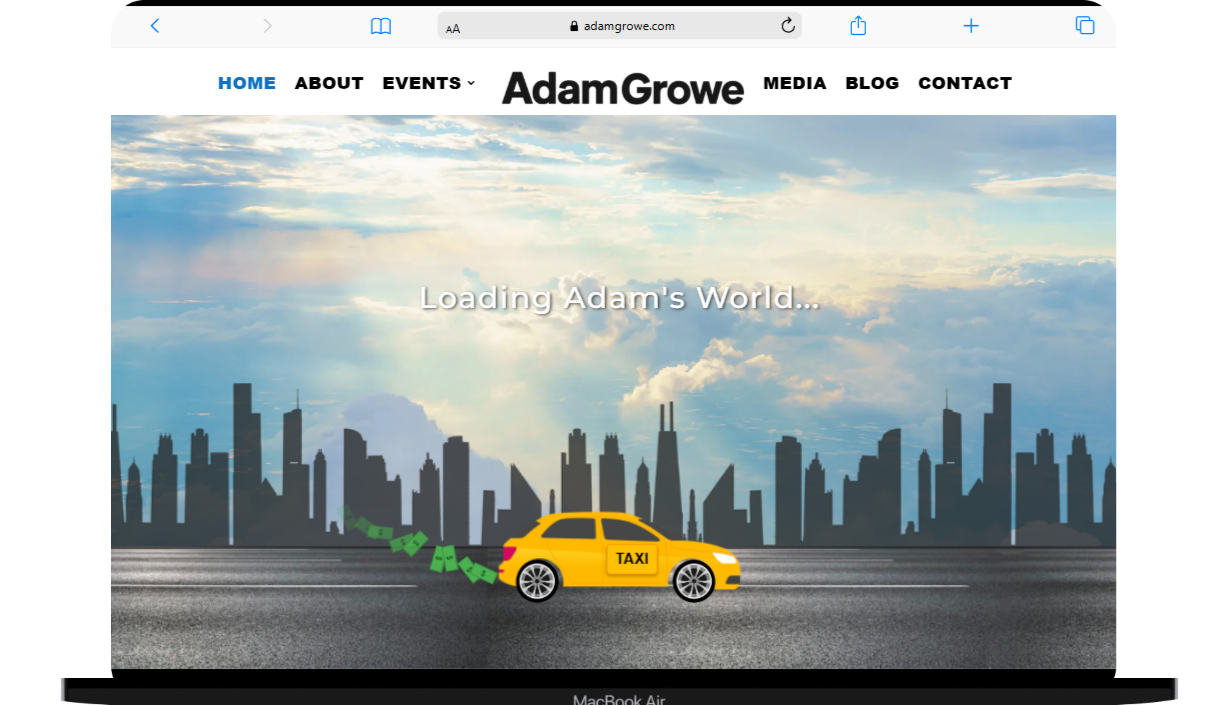 AA adamgrowe.com
HOME ABOUT EVENTS AdamGrowe MEDIA BLOG CONTACT
Loading Adam's World...
TAXI
MacBook Air